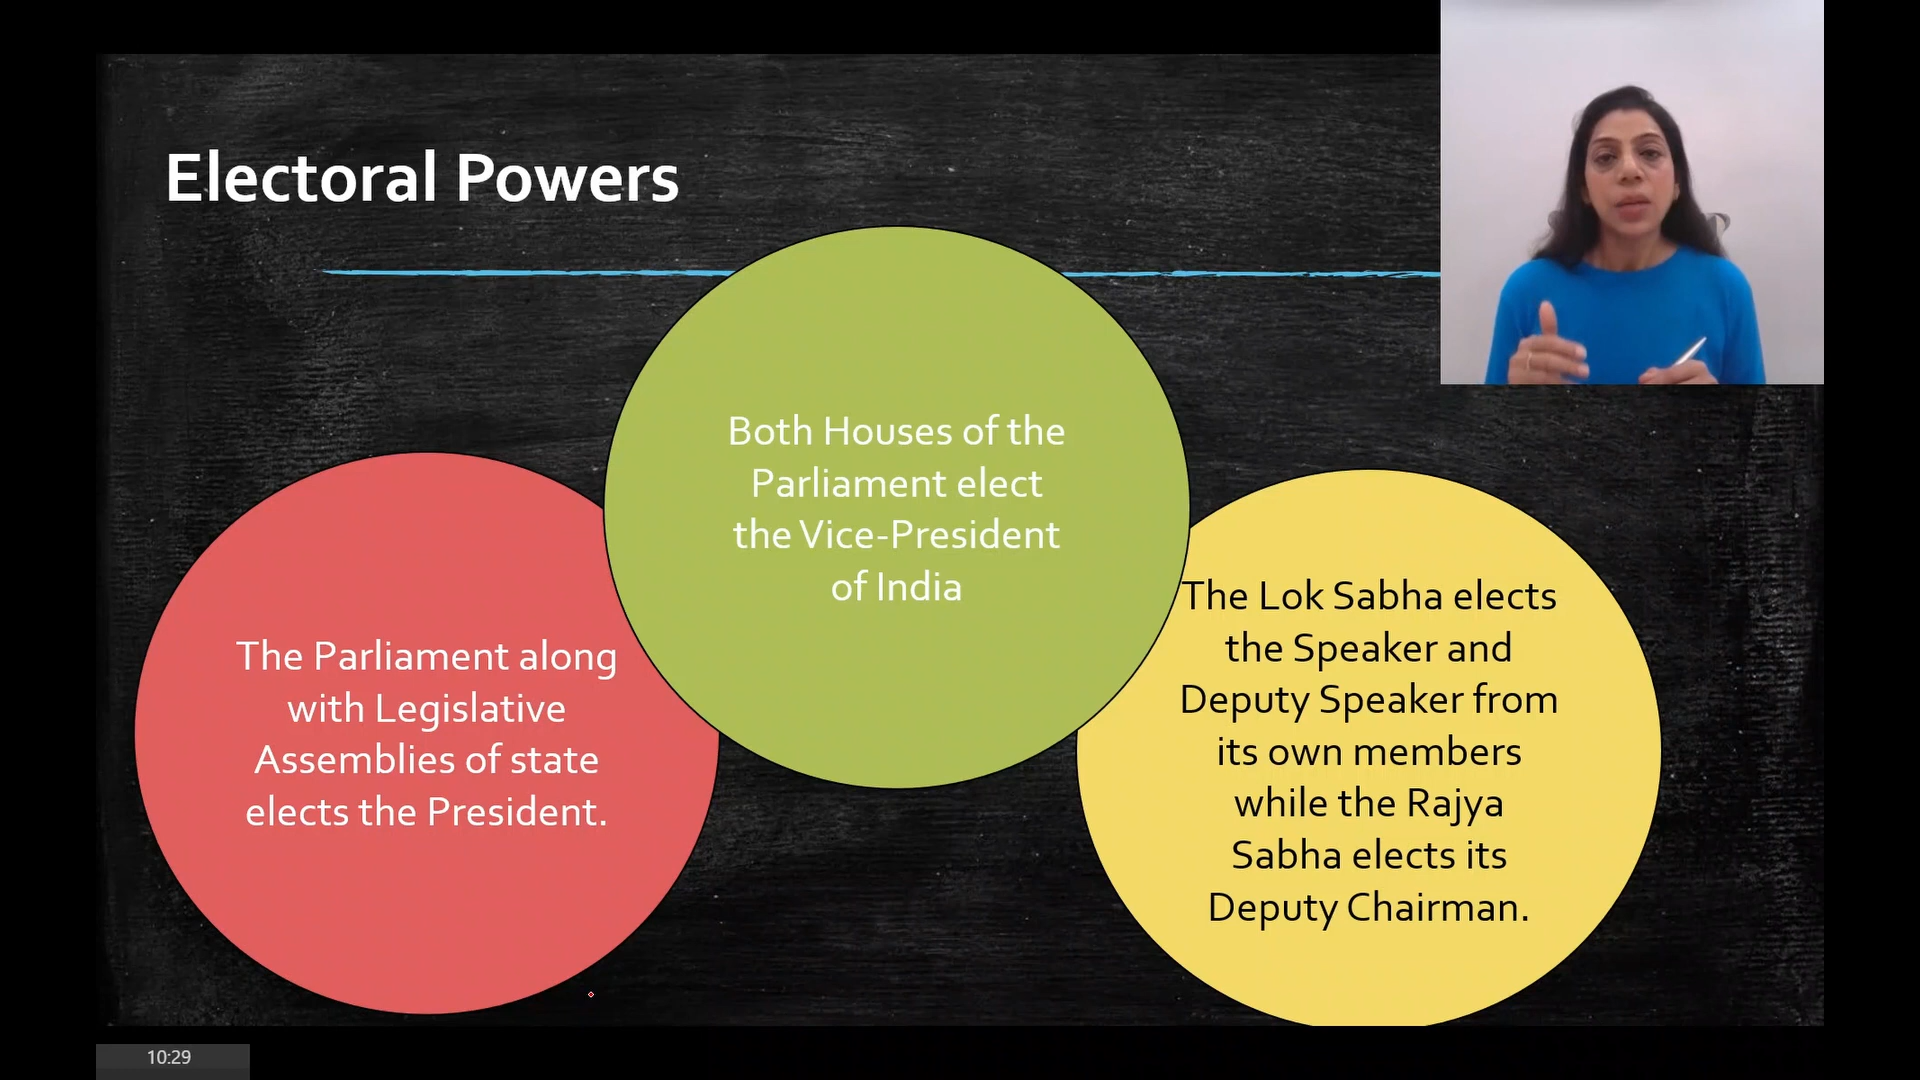 Electoral Powers
Both Houses of the
Parliament elect
the Vice-President
of India
The Parliament along
with Legislative
Assemblies of state
elects the President.
The Lok Sabha elects
the Speaker and
Deputy Speaker from
its own members
while the Rajya
Sabha elects its
Deputy Chairman.
10:29